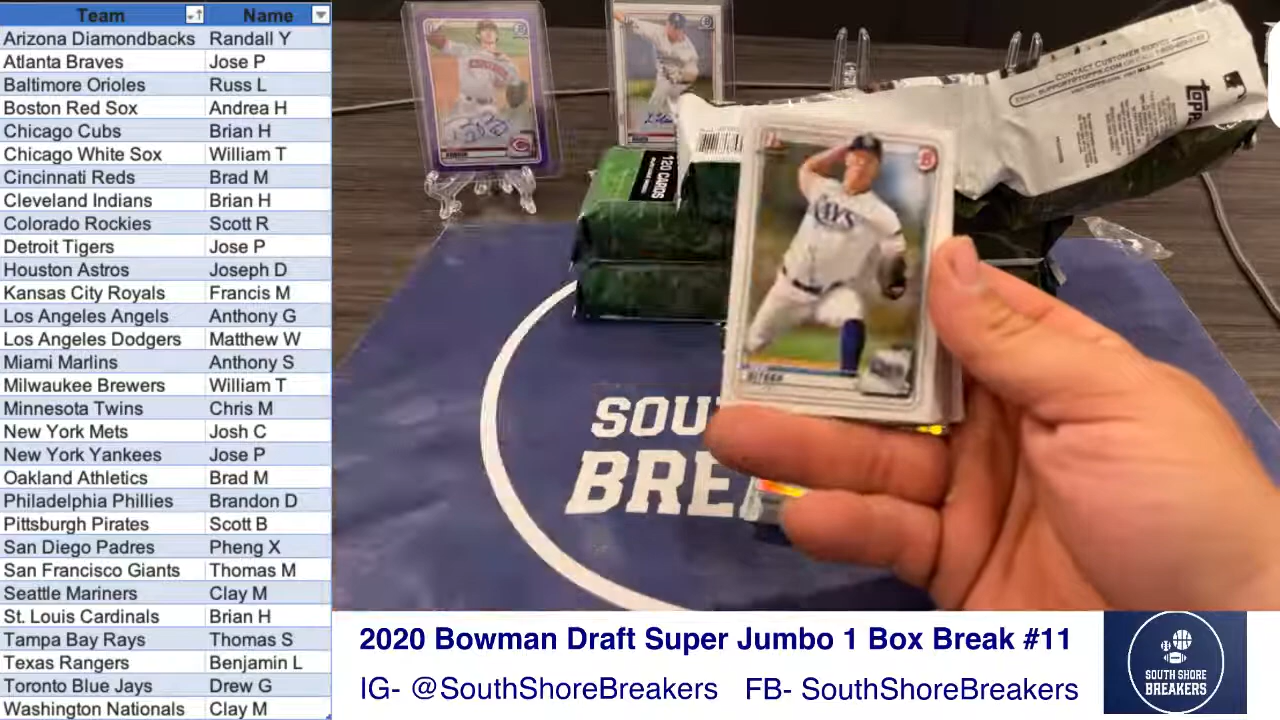 Team Name
Arizona Diamondbacks Randall Y
Atlanta Braves Jose P
Baltimore Orioles Russ L
Boston Red Sox Andrea H
Chicago Cubs Brian H
Chicago White Sox William T
Cincinnati Reds Brad M
Cleveland Indians Brian H
Colorado Rockies Scott R
Detroit Tigers Jose P
Houston Astros Joseph D
Kansas City Royals Francis M
Los Angeles Angels Anthony G
Los Angeles Dodgers Matthew W
Miami Marlins Anthony S
Milwaukee Brewers William T
Minnesota Twins Chris M
New York Mets Josh C
New York Yankees Jose P
Oakland Athletics Brad M
Philadelphia Phillies Brandon D
Pittsburgh Pirates Scott B
San Diego Padres Pheng X
San Francisco Giants Thomas M
Seattle Mariners Clay M
St. Louis Cardinals Brian H
Tampa Bay Rays Thomas S
Texas Rangers Benjamin L
Toronto Blue Jays Drew G
Washington Nationals Clay M
CONTACT CUSTOMER SERVICE
topps
120 CARDS
RAYS
SOU
BRE
2020 Bowman Draft Super Jumbo 1 Box Break #11
IG- @SouthShoreBreakers FB- SouthShoreBreakers
SOUTH SHORE
BREAKERS